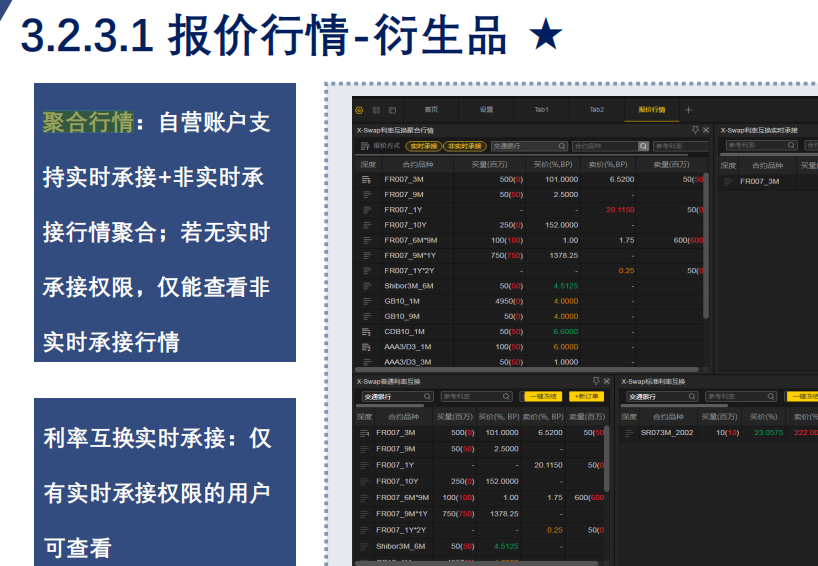 3.2.3.1 报价行情-衍生品 ★
聚合行情：自营账户支
持实时承接+非实时承
接行情聚合；若无实时
承接权限，仅能查看非
实时承接行情
利率互换实时承接：仅
有实时承接权限的用户
可查看
首页 设置 Tab1 Tab2 报价行情 +
X-Swap利率互换聚合行情
报价方式 实时承接 非实时承接 交通银行 合约品种
深度 合约品种 买量(百万) 买价(%,BP) 卖价(%,BP) 卖量(百万)
FR007_3M 500(0) 101.0000 6.5200 50(50
FR007_9M 50(50) 2.5000 -
FR007_1Y - - 20.1150 50(0
FR007_10Y 250(0) 152.0000 -
FR007_6M*9M 100(100) 1.00 1.75 600(600
FR007_9M*1Y 750(750) 1378.25 -
FR007_1Y*2Y - - 0.25 50(0
Shibor3M_6M 50(50) 4.5125 -
GB10_1M 4950(0) 4.0000 -
GB10_9M 50(0) 4.0000 -
CDB10_1M 50(50) 6.6000 -
AAA3/D3_1M 100(50) 6.0000 -
AAA3/D3_3M 50(50) 1.0000 -
X-Swap利率互换实时承接
参考利率
深度 合约品种
FR007_3M
X-Swap普通利率互换
交通银行 参考利率 一键冻结 +新订单
深度 合约品种 买量(百万) 买价(%, BP) 卖价(%, BP) 卖量(百万)
FR007_3M 500(0) 101.0000 6.5200 50(50
FR007_9M 50(50) 2.5000 -
FR007_1Y - - 20.1150 50(0
FR007_10Y 250(0) 152.0000 -
FR007_6M*9M 100(100) 1.00 1.75 600(600
FR007_9M*1Y 750(750) 1378.25 -
FR007_1Y*2Y - - 0.25 50(0
Shibor3M_6M 50(50) 4.5125 -
X-Swap标准利率互换
交通银行 参考利率 一键冻结
深度 合约品种 买量(百万) 买价(%) 卖价(%
SR073M_2002 10(10) 23.0575 222.00